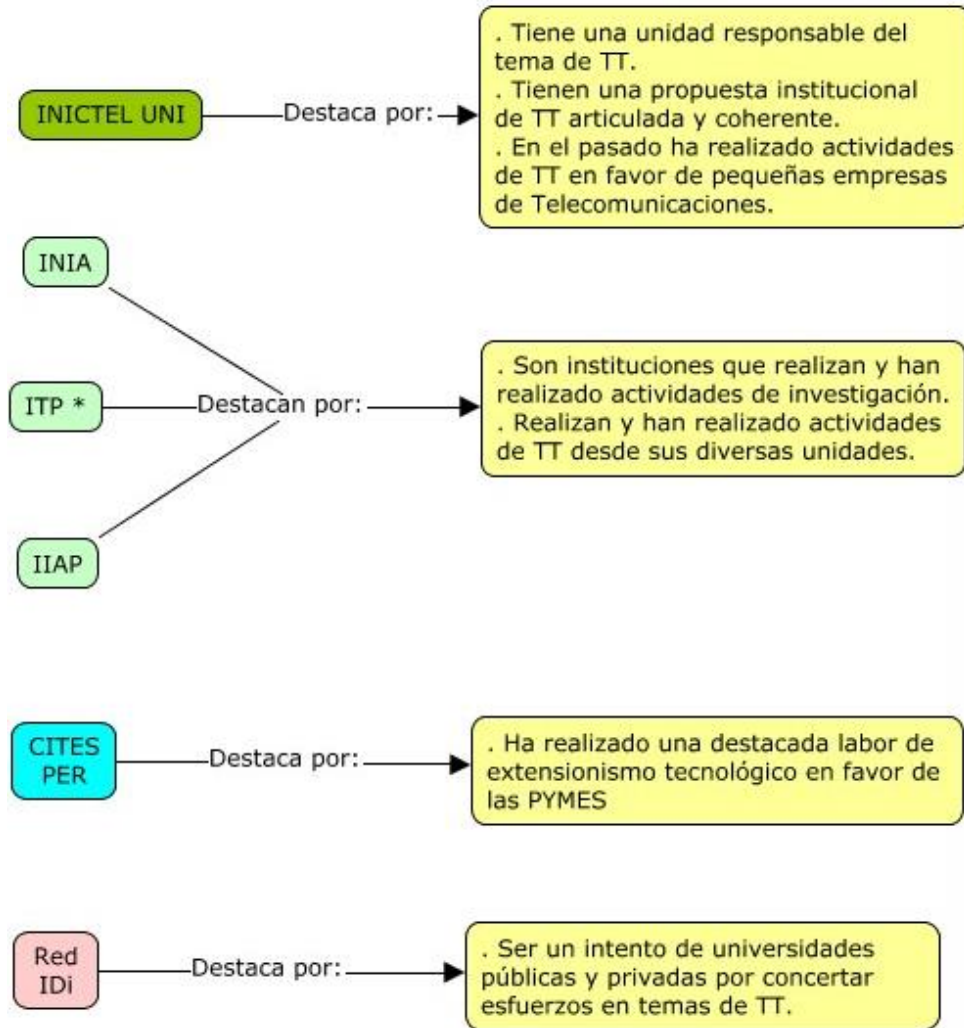 INICTEL UNI
Destaca por:
. Tiene una unidad responsable del
tema de TT.
. Tienen una propuesta institucional
de TT articulada y coherente.
. En el pasado ha realizado actividades
de TT en favor de pequeñas empresas
de Telecomunicaciones.
INIA
ITP *
IIAP
Destacan por:
. Son instituciones que realizan y han
realizado actividades de investigación.
. Realizan y han realizado actividades
de TT desde sus diversas unidades.
CITES
PER
Destaca por:
. Ha realizado una destacada labor de
extensionismo tecnológico en favor de
las PYMES
Red
IDi
Destaca por:
. Ser un intento de universidades
públicas y privadas por concertar
esfuerzos en temas de TT.